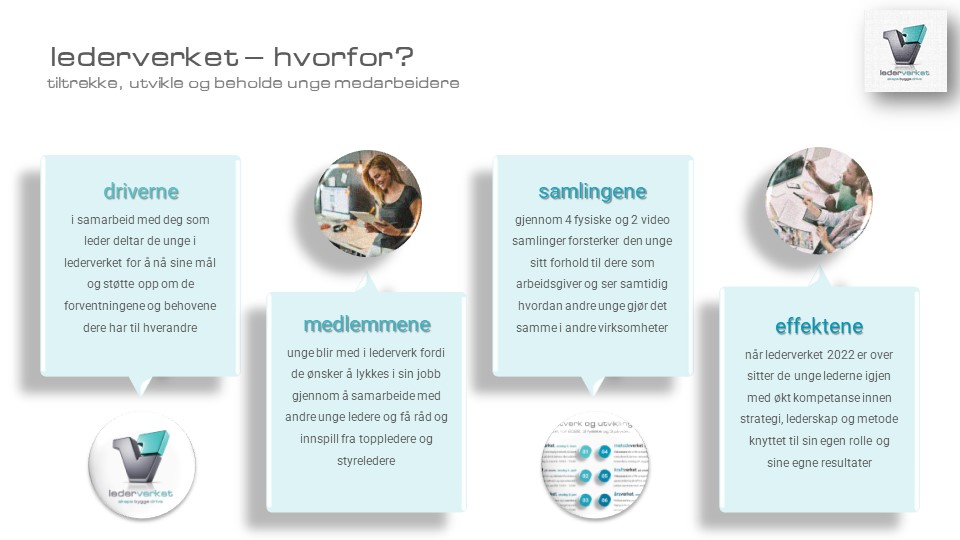 lederverket – hvorfor?
tiltrekke, utvikle og beholde unge medarbeidere
lederverket
driverne
i samarbeid med deg som
leder deltar de unge i
lederverket for å nå sine mål
og støtte opp om de
forventningene og behovene
dere har til hverandre
lederverket
skape bygge drive
medlemmene
unge blir med i lederverk fordi
de ønsker å lykkes i sin jobb
gjennom å samarbeide med
andre unge ledere og få råd og
innspill fra toppledere og
styreledere
samlingene
gjennom 4 fysiske og 2 video
samlinger forsterker den unge
sitt forhold til dere som
arbeidsgiver og ser samtidig
hvordan andre unge gjør det
samme i andre virksomheter
01
04
02
05
03
06
effektene
når lederverket 2022 er over
sitter de unge lederne igjen
med økt kompetanse innen
strategi, lederskap og metode
knyttet til sin egen rolle og
sine egne resultater